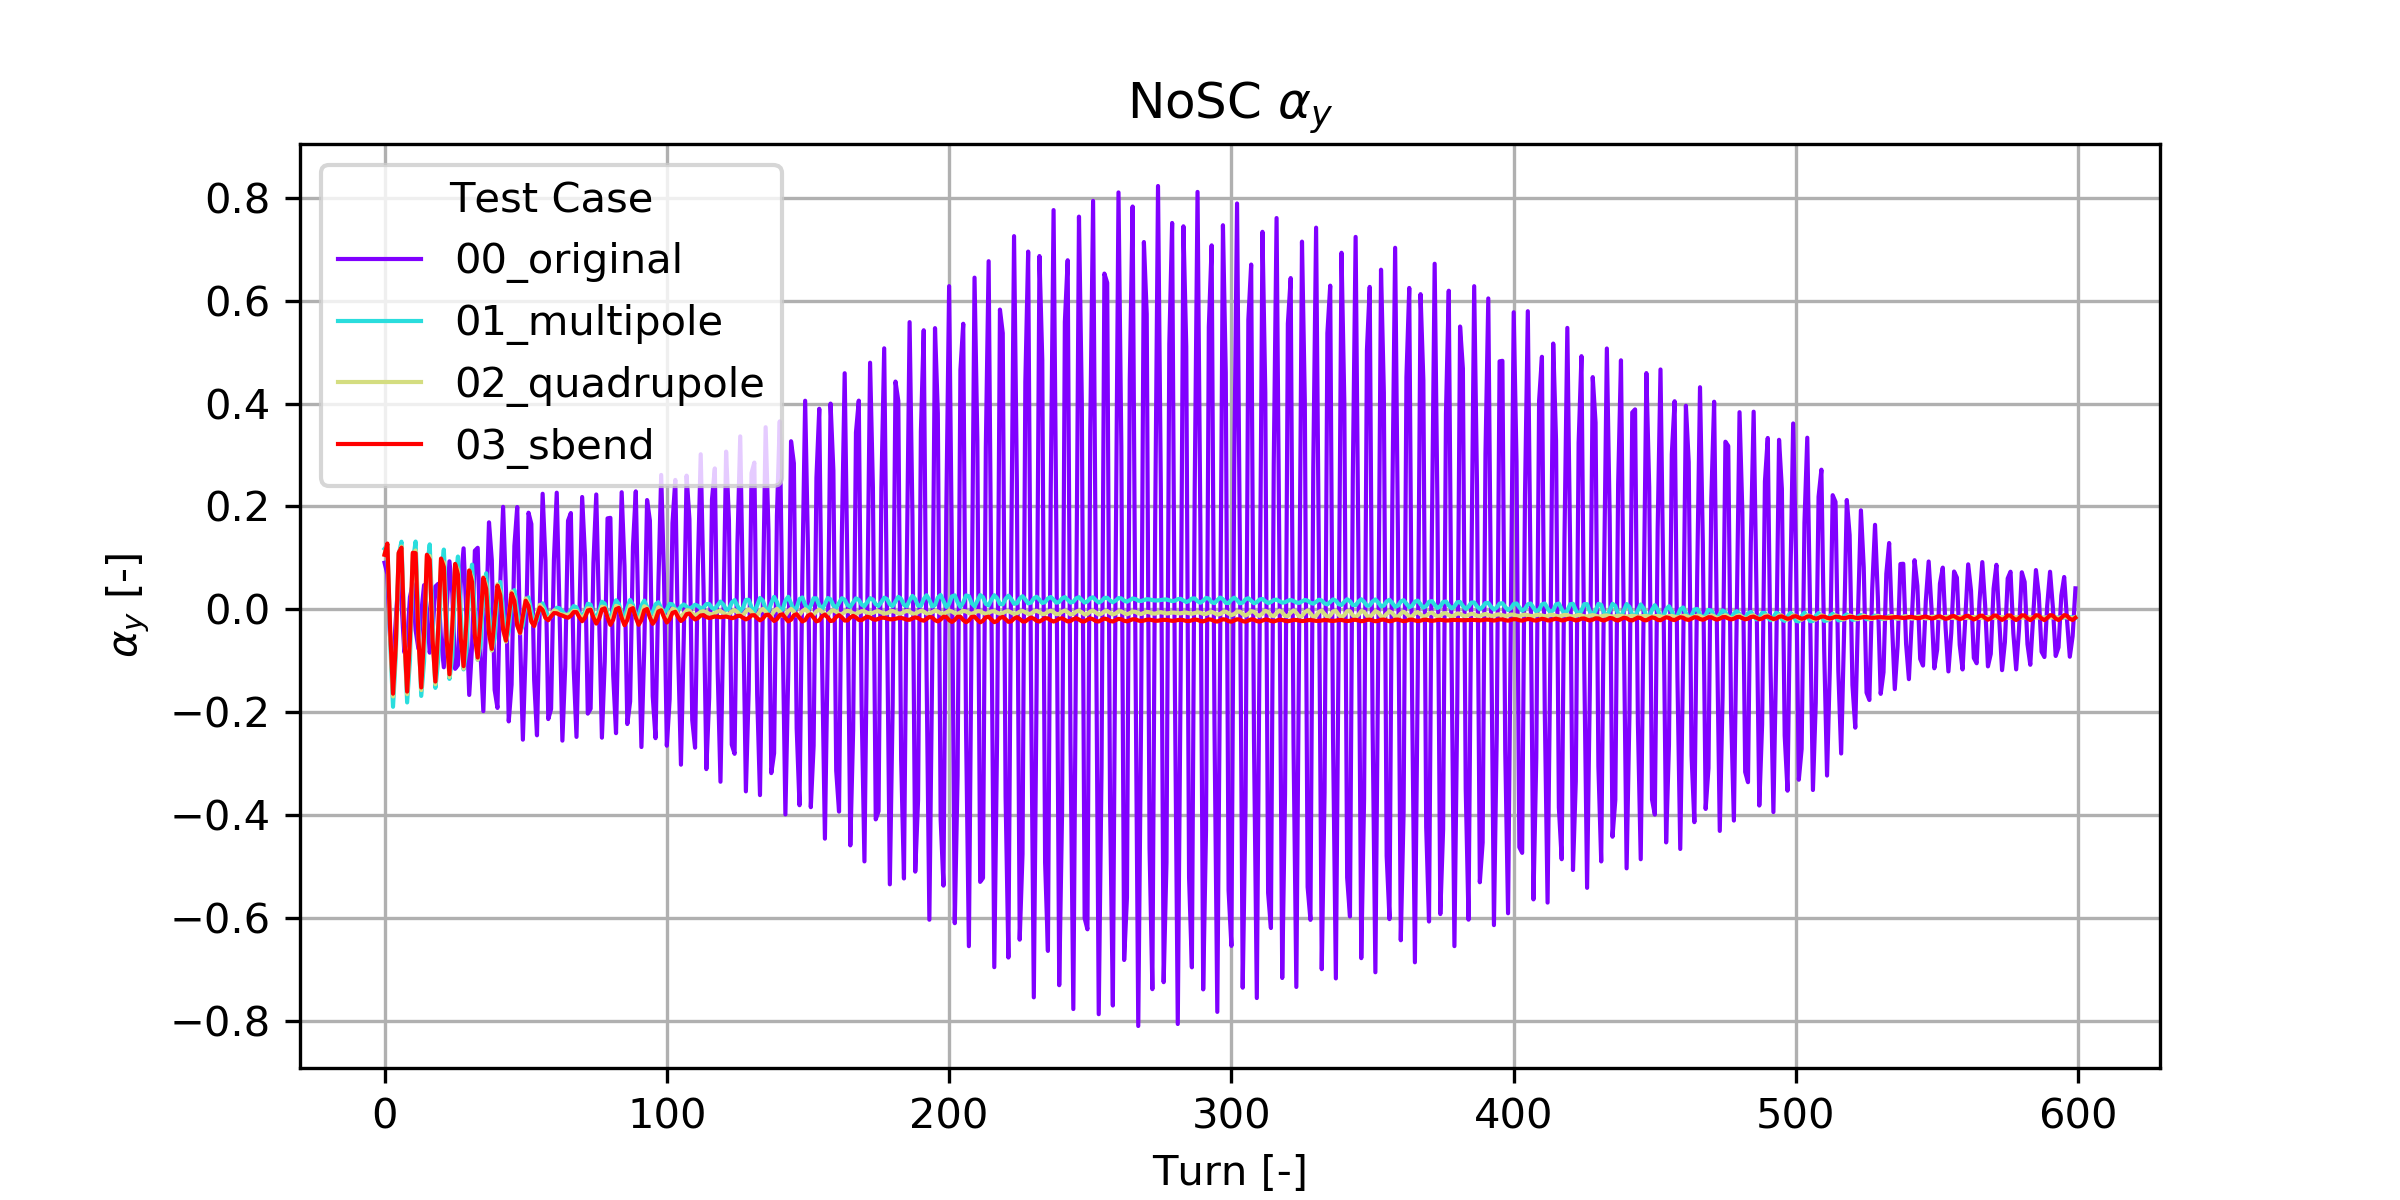 NoSC αy
Test Case
00_original
01_multipole
02_quadrupole
03_sbend
αy [-]
0.8
0.6
0.4
0.2
0.0
−0.2
−0.4
−0.6
−0.8
0 100 200 300 400 500 600
Turn [-]